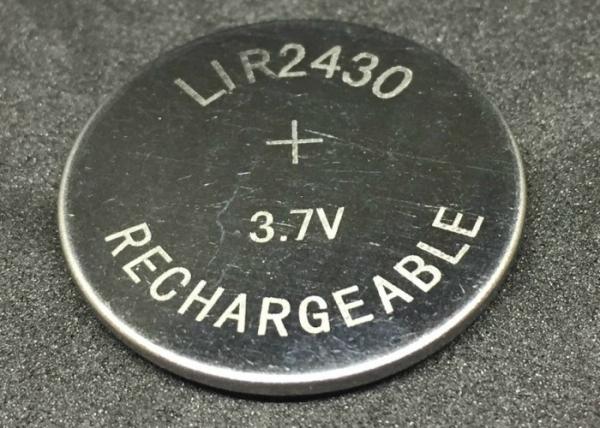 LIR2430
+
3.7V
RECHARGEABLE